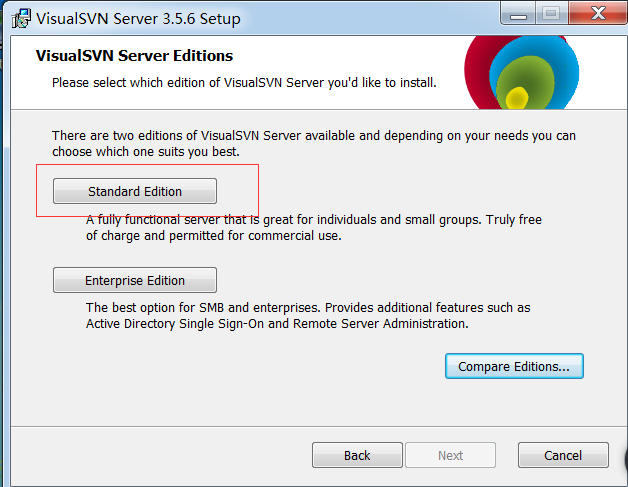 VisualSVN Server 3.5.6 Setup
VisualSVN Server Editions
Please select which edition of VisualSVN Server you'd like to install.
There are two editions of VisualSVN Server available and depending on your needs you can
choose which one suits you best.
Standard Edition
A fully functional server that is great for individuals and small groups. Truly free
of charge and permitted for commercial use.
Enterprise Edition
The best option for SMB and enterprises. Provides additional features such as
Active Directory Single Sign-On and Remote Server Administration.
Compare Editions...
Back
Next
Cancel